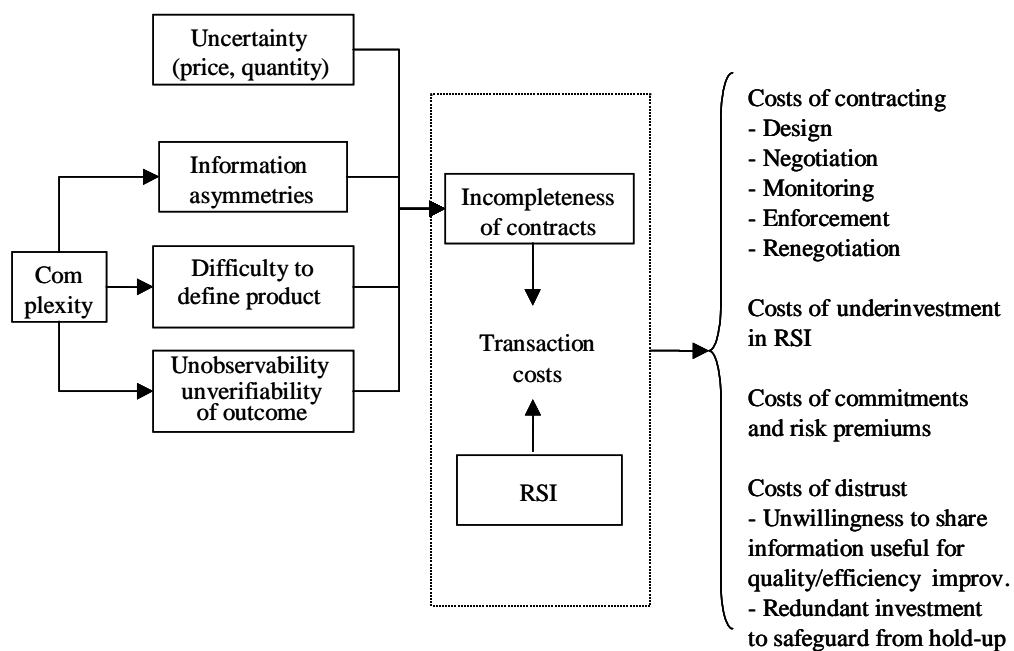 Uncertainty
(price, quantity)
Information
asymmetries
Com
plexity
Difficulty to
define product
Unobservability
unverifiability
of outcome
Incompleteness
of contracts
Transaction
costs
RSI
Costs of contracting
- Design
- Negotiation
- Monitoring
- Enforcement
- Renegotiation
Costs of underinvestment
in RSI
Costs of commitments
and risk premiums
Costs of distrust
- Unwillingness to share
information useful for
quality/efficiency improv.
- Redundant investment
to safeguard from hold-up